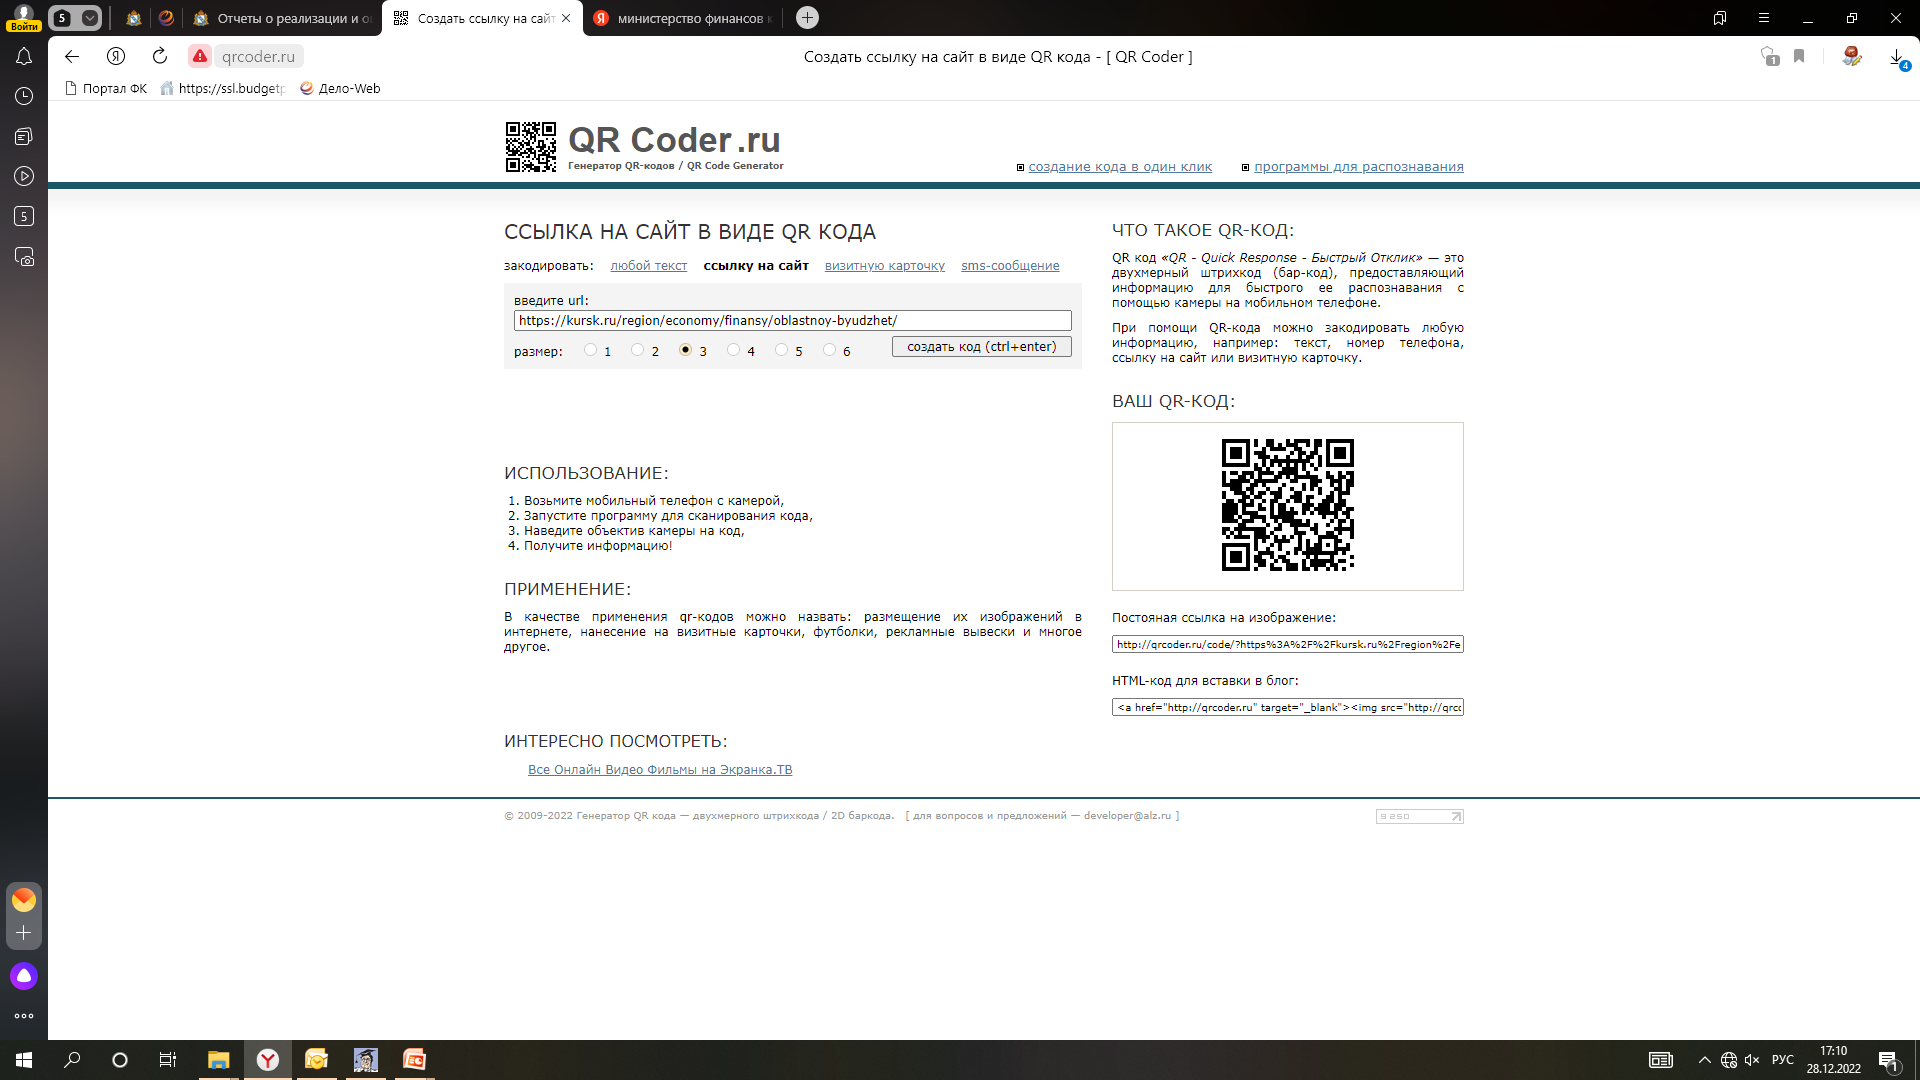 Войти
5
Отчеты о реализации и о
Создать ссылку на сайт
министерство финансов
qrcoder.ru
Создать ссылку на сайт в виде QR кода - [ QR Coder ]
1
4
Портал ФК
https://ssl.budgetp
Дело-Web
QR Coder.ru
Генератор QR-кодов / QR Code Generator
создание кода в один клик
программы для распознавания
5
ССЫЛКА НА САЙТ В ВИДЕ QR КОДА
закодировать: любой текст ссылку на сайт визитную карточку sms-сообщение
введите url:
https://kursk.ru/region/economy/finansy/oblastnoy-byudzhet/
размер: 1 2 3 4 5 6
создать код (ctrl+enter)
ИСПОЛЬЗОВАНИЕ:
1. Возьмите мобильный телефон с камерой,
2. Запустите программу для сканирования кода,
3. Наведите объектив камеры на код,
4. Получите информацию!
ПРИМЕНЕНИЕ:
В качестве применения qr-кодов можно назвать: размещение их изображений в
интернете, нанесение на визитные карточки, футболки, рекламные вывески и многое
другое.
ИНТЕРЕСНО ПОСМОТРЕТЬ:
Все Онлайн Видео Фильмы на Экранка.ТВ
ЧТО ТАКОЕ QR-КОД:
QR код «QR - Quick Response - Быстрый Отклик» — это
двухмерный штрихкод (бар-код), предоставляющий
информацию для быстрого ее распознавания с
помощью камеры на мобильном телефоне.
При помощи QR-кода можно закодировать любую
информацию, например: текст, номер телефона,
ссылку на сайт или визитную карточку.
ВАШ QR-КОД:
Постояная ссылка на изображение:
http://qrcoder.ru/code/?https%3A%2F%2Fkursk.ru%2Fregion%2Fe
HTML-код для вставки в блог:
<a href="http://qrcoder.ru" target="_blank"><img src="http://qrco
© 2009-2022 Генератор QR кода — двухмерного штрихкода / 2D баркода. [ для вопросов и предложений — developer@alz.ru ]
РУС
17:10
28.12.2022
1